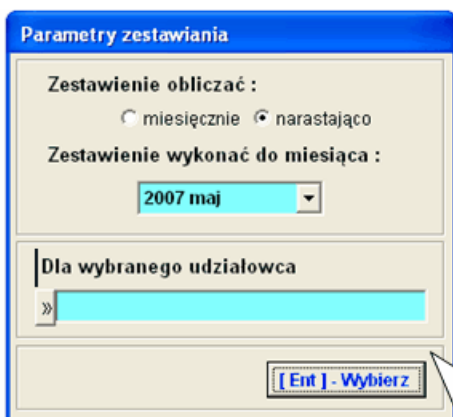 Parametry zestawiania
Zestawienie obliczać :
miesięcznie narastająco
Zestawienie wykonać do miesiąca :
2007 maj
Dla wybranego udziałowca
»
[ Ent ] - Wybierz